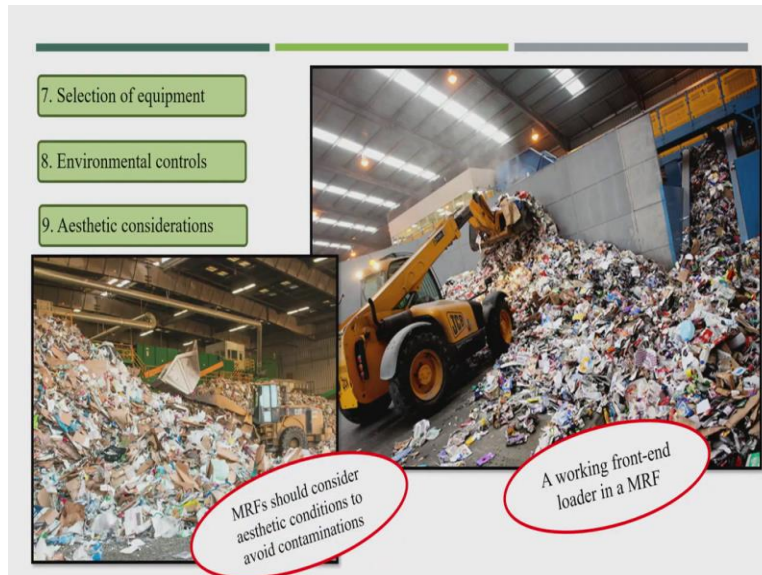 7. Selection of equipment
8. Environmental controls
9. Aesthetic considerations
JCB
MRFs should consider
aesthetic conditions to
avoid contaminations
A working front-end
loader in a MRF